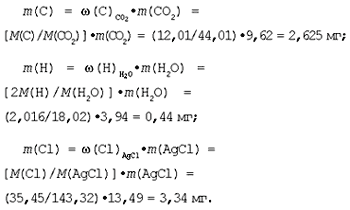 m(C) = ω(C)CO₂•m(CO₂) =
[M(C)/M(CO₂)]•m(CO₂) = (12,01/44,01)•9,62 = 2,625 мг;
m(H) = ω(H)H₂O•m(H₂O) =
[2M(H)/M(H₂O)]•m(H₂O) =
(2,016/18,02)•3,94 = 0,44 мг;
m(Cl) = ω(Cl)AgCl•m(AgCl) =
[M(Cl)/M(AgCl)]•m(AgCl) =
(35,45/143,32)•13,49 = 3,34 мг.